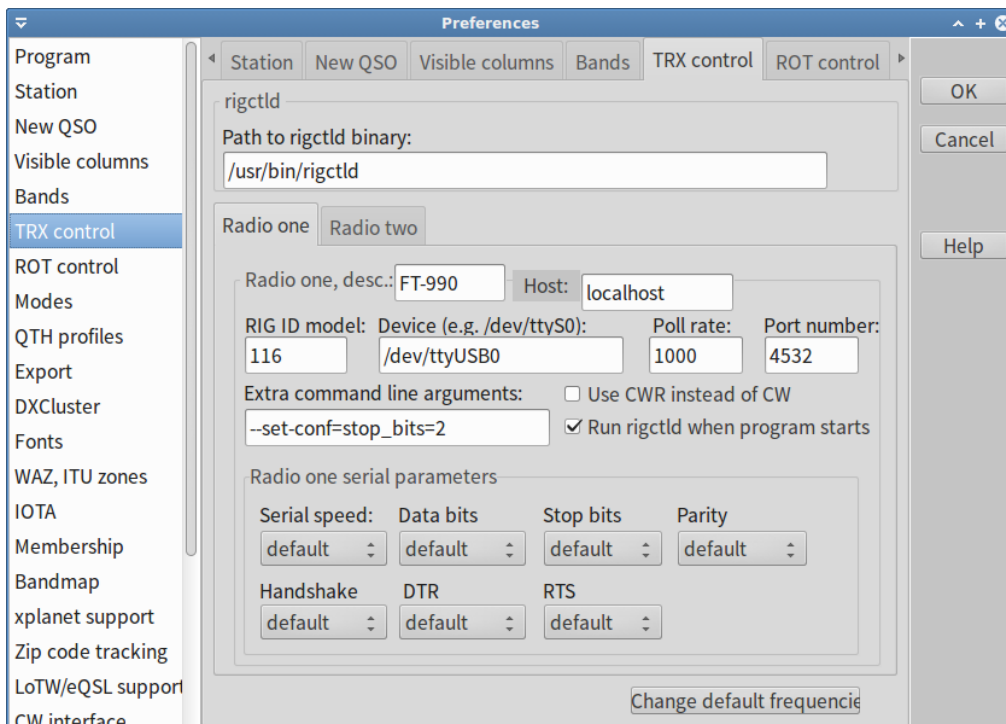 Preferences
Program
Station
New QSO
Visible columns
Bands
TRX control
ROT control
Modes
QTH profiles
Export
DXCluster
Fonts
WAZ, ITU zones
IOTA
Membership
Bandmap
xplanet support
Zip code tracking
LoTW/eQSL support
CW interface
Station New QSO Visible columns Bands TRX control ROT control
rigctld
Path to rigctld binary:
/usr/bin/rigctld
Radio one Radio two
Radio one, desc.: FT-990 Host: localhost
RIG ID model: Device (e.g. /dev/ttyS0): Poll rate: Port number:
116 /dev/ttyUSB0 1000 4532
Extra command line arguments: Use CWR instead of CW
--set-conf=stop_bits=2 Run rigctld when program starts
Radio one serial parameters
Serial speed: Data bits Stop bits Parity
default default default default
Handshake DTR RTS
default default default
Change default frequencie
OK
Cancel
Help